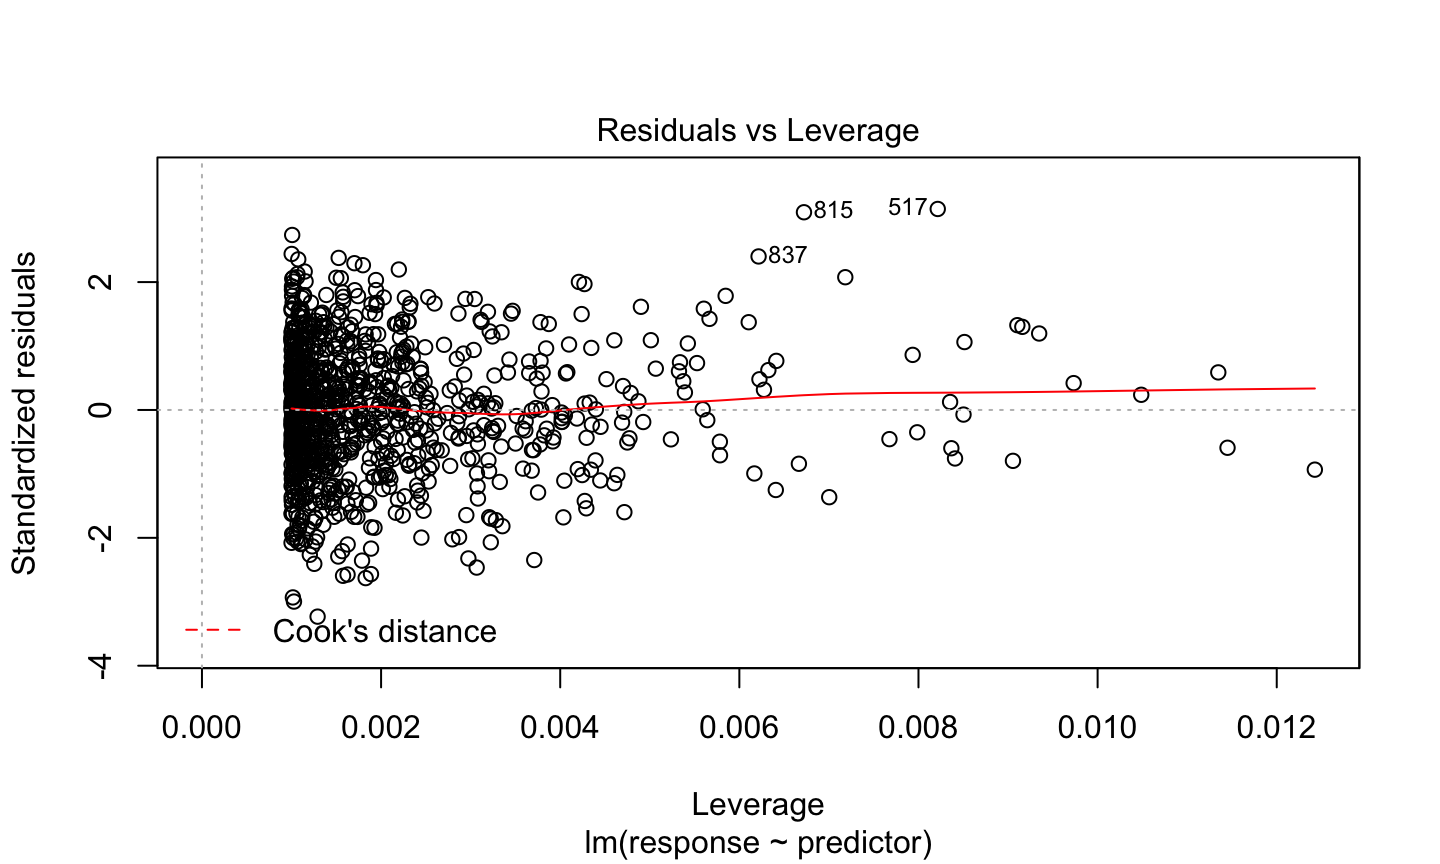 Residuals vs Leverage
Standardized residuals
2
0
-2
-4
815
517
837
Cook's distance
0.000 0.002 0.004 0.006 0.008 0.010 0.012
Leverage
lm(response ~ predictor)